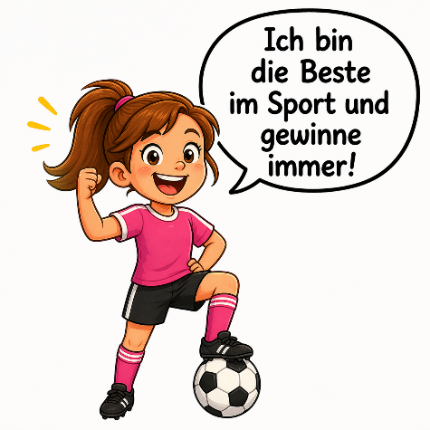 Ich bin
die Beste
im Sport und
gewinne
immer!